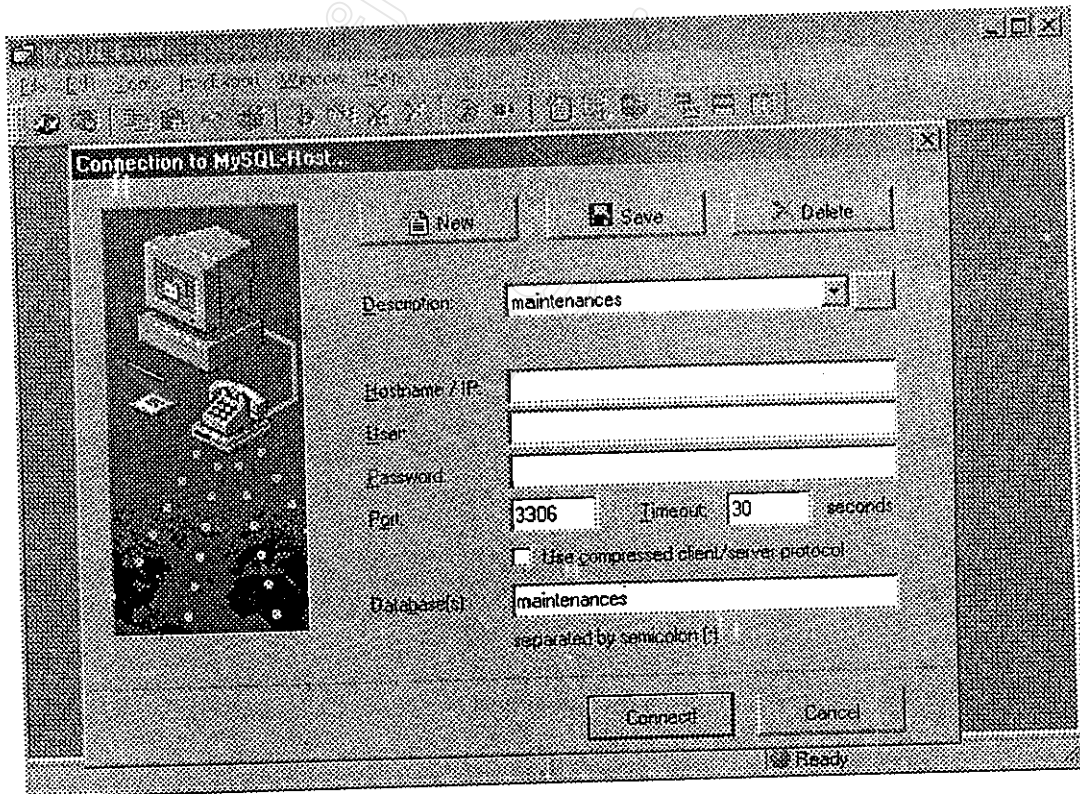 Connection to MySQL-Host...
New Save Delete
Description: maintenances
Hostname / IP:
User:
Password:
Port: 3306 Timeout: 30 seconds
Use compressed client/server protocol
Database(s): maintenances
separated by semicolon [;]
Connect! Cancel
Ready